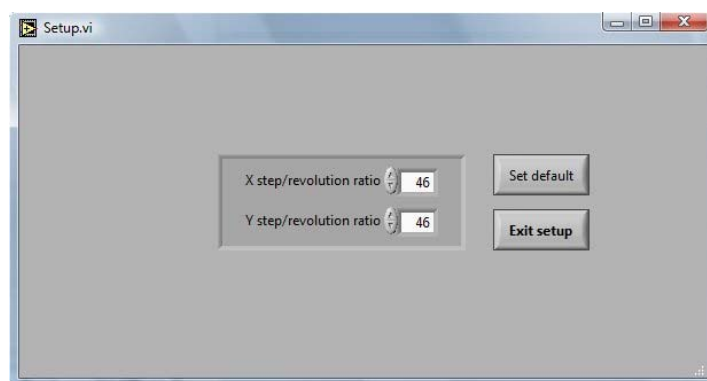 Setup.vi
X step/revolution ratio 46
Set default
Y step/revolution ratio 46
Exit setup